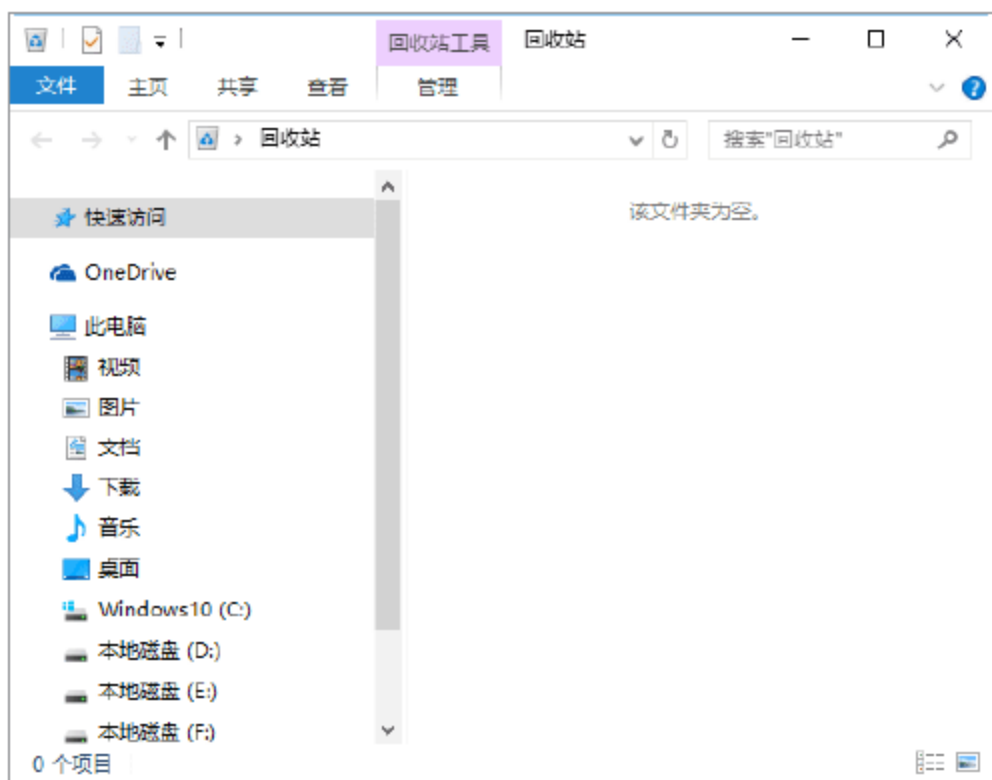 回收站工具 回收站
文件 主页 共享 查看 管理
回收站 搜索"回收站"
快速访问
该文件夹为空。
OneDrive
此电脑
视频
图片
文档
下载
音乐
桌面
Windows10 (C:)
本地磁盘 (D:)
本地磁盘 (E:)
本地磁盘 (F:)
0 个项目